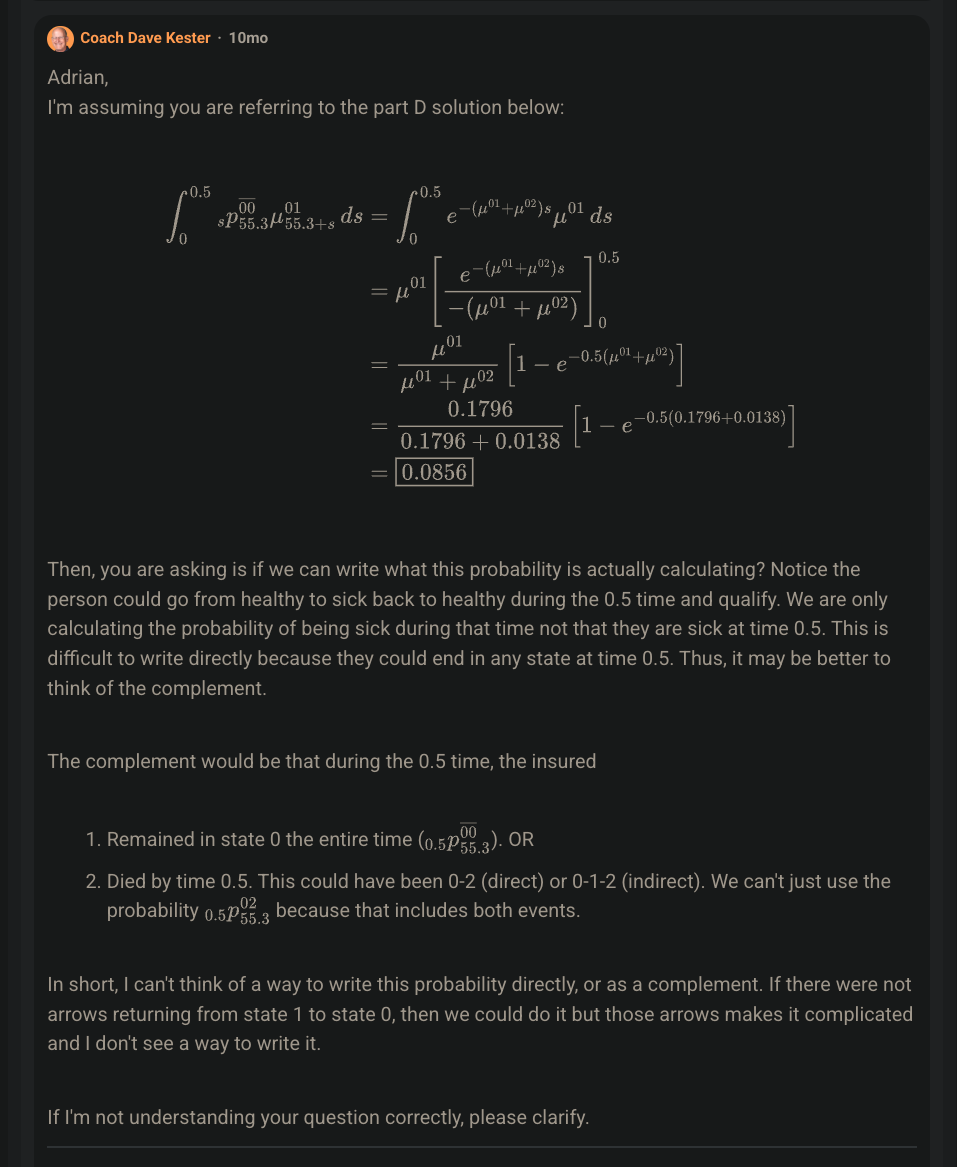 Coach Dave Kester · 10mo
Adrian,
I'm assuming you are referring to the part D solution below:
$\int_0^{0.5} {}_{s}p_{55.3}^{\overline{00}} \mu_{55.3+s}^{01} \, ds = \int_0^{0.5} e^{-(\mu^{01}+\mu^{02})s} \mu^{01} \, ds$
$= \mu^{01} \left[ \frac{e^{-(\mu^{01}+\mu^{02})s}}{-(\mu^{01}+\mu^{02})} \right]_0^{0.5}$
$= \frac{\mu^{01}}{\mu^{01}+\mu^{02}} \left[ 1 - e^{-0.5(\mu^{01}+\mu^{02})} \right]$
$= \frac{0.1796}{0.1796+0.0138} \left[ 1 - e^{-0.5(0.1796+0.0138)} \right]$
$= \boxed{0.0856}$
Then, you are asking is if we can write what this probability is actually calculating? Notice the
person could go from healthy to sick back to healthy during the 0.5 time and qualify. We are only
calculating the probability of being sick during that time not that they are sick at time 0.5. This is
difficult to write directly because they could end in any state at time 0.5. Thus, it may be better to
think of the complement.
The complement would be that during the 0.5 time, the insured
1. Remained in state 0 the entire time (${}_{0.5}p_{55.3}^{\overline{00}}$). OR
2. Died by time 0.5. This could have been 0-2 (direct) or 0-1-2 (indirect). We can't just use the
probability ${}_{0.5}p_{55.3}^{02}$ because that includes both events.
In short, I can't think of a way to write this probability directly, or as a complement. If there were not
arrows returning from state 1 to state 0, then we could do it but those arrows makes it complicated
and I don't see a way to write it.
If I'm not understanding your question correctly, please clarify.